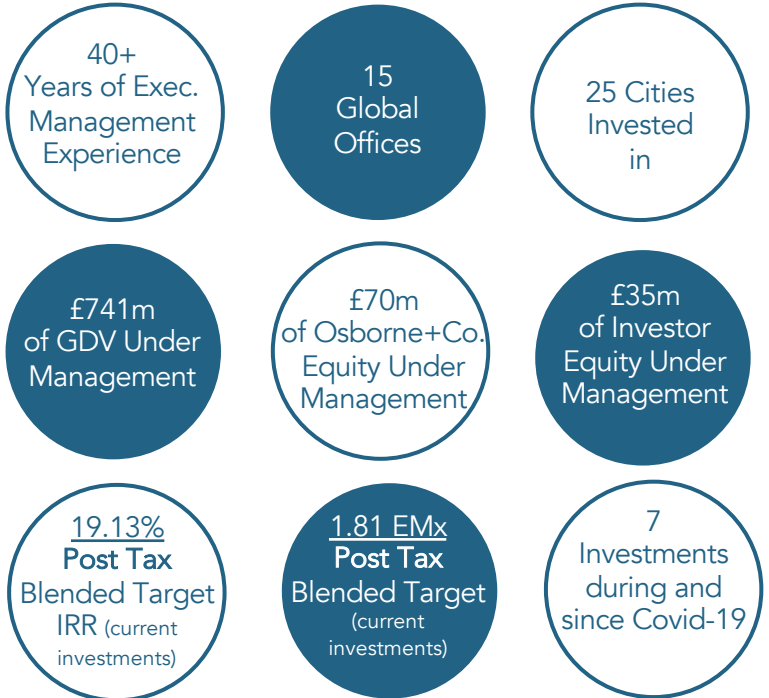 40+
Years of Exec.
Management
Experience
15
Global
Offices
25 Cities
Invested
in
£741m
of GDV Under
Management
£70m
of Osborne+Co.
Equity Under
Management
£35m
of Investor
Equity Under
Management
19.13%
Post Tax
Blended Target
IRR (current
investments)
1.81 EMx
Post Tax
Blended Target
(current
investments)
7
Investments
during and
since Covid-19